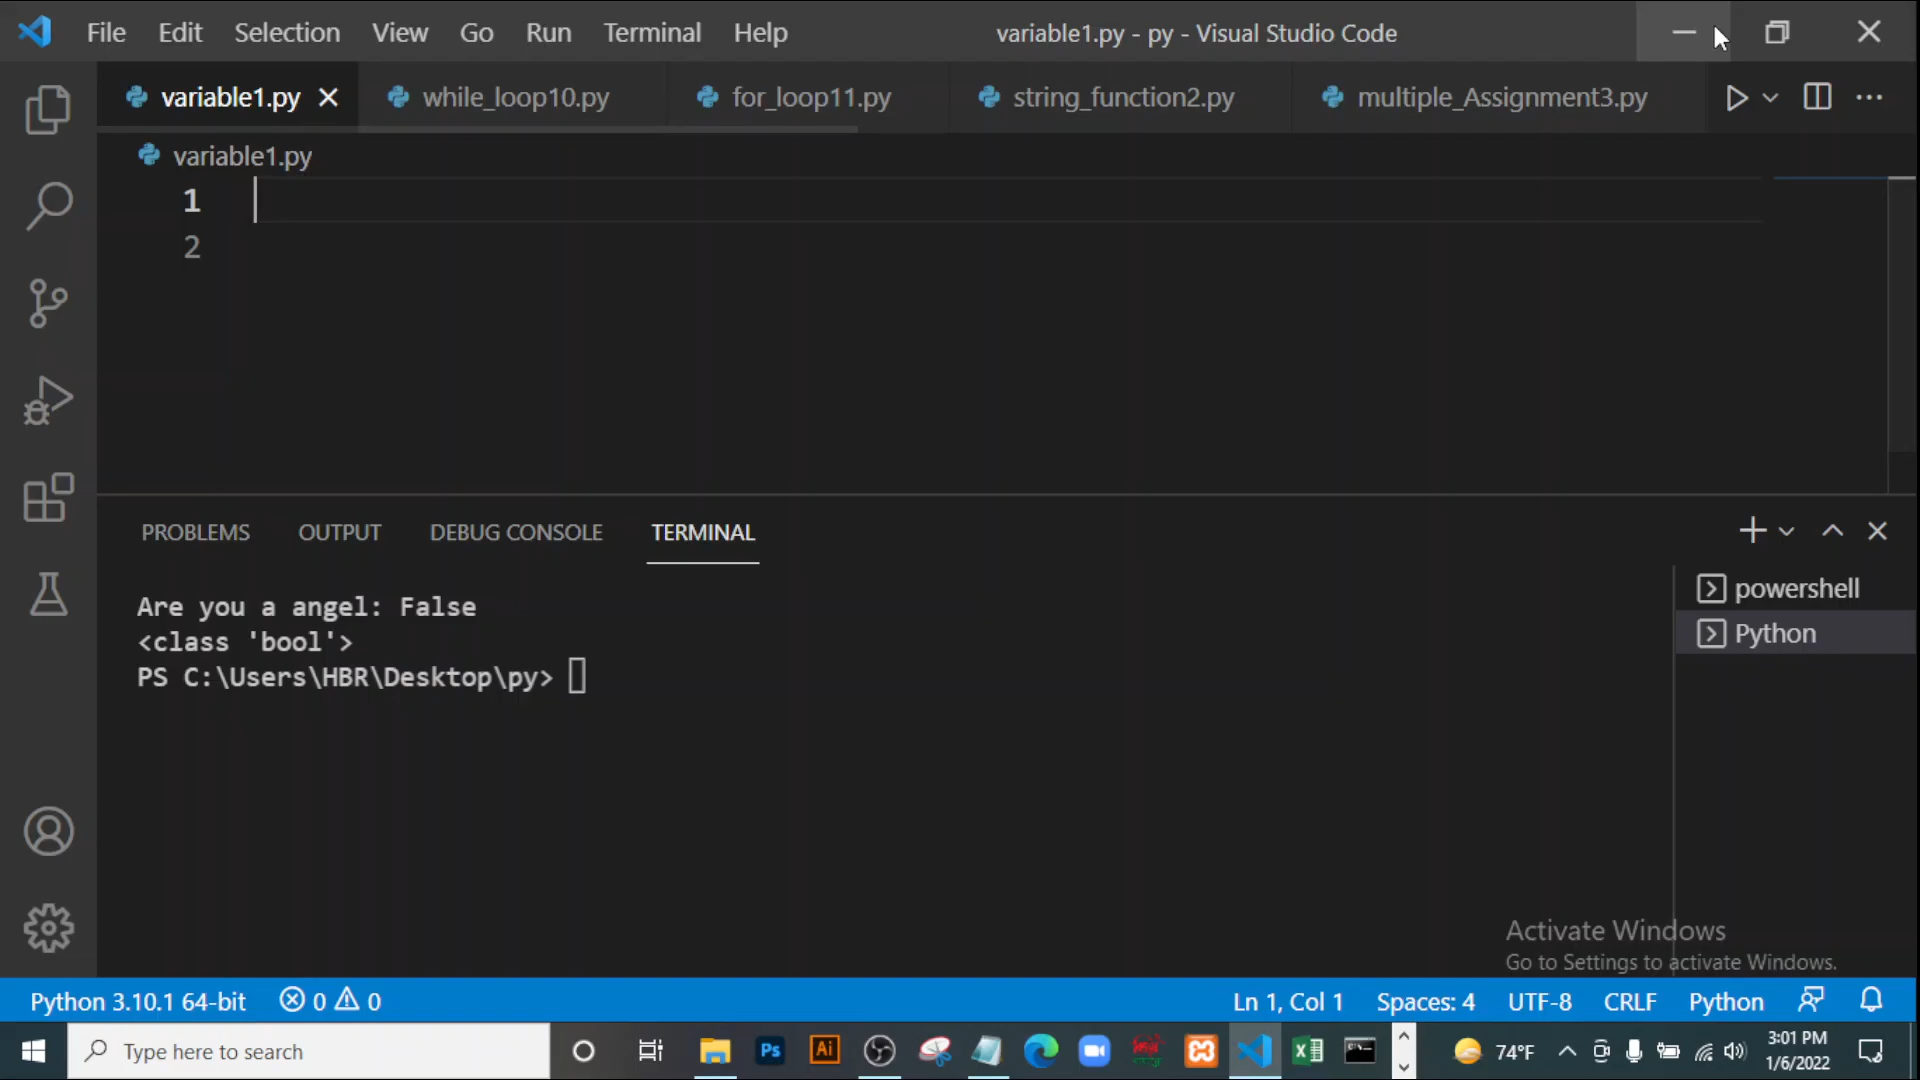 File Edit Selection View Go Run Terminal Help variable1.py - py - Visual Studio Code
variable1.py while_loop10.py for_loop11.py string_function2.py multiple_Assignment3.py
variable1.py
1
2
PROBLEMS OUTPUT DEBUG CONSOLE TERMINAL
Are you a angel: False
<class 'bool'>
PS C:\Users\HBR\Desktop\py>
powershell
Python
Activate Windows
Go to Settings to activate Windows.
Python 3.10.1 64-bit 0 0 Ln 1, Col 1 Spaces: 4 UTF-8 CRLF Python
Type here to search Ps Ai 74°F 3:01 PM
1/6/2022